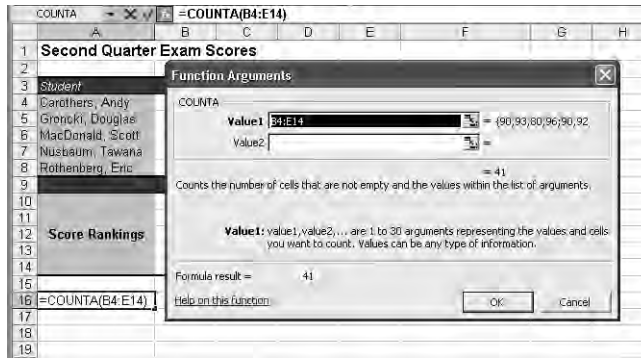 COUNTA =COUNTA(B4:E14)
A B C D E F G H
1 Second Quarter Exam Scores
2
3 Student
Function Arguments
4 Carothers, Andy
COUNTA
5 Groncki, Douglas
Value1 B4:E14 = {90,93,80,96;90,92
6 MacDonald, Scott
Value2 =
7 Nusbaum, Tawana
8 Rothenberg, Eric
= 41
9
Counts the number of cells that are not empty and the values within the list of arguments.
10
11
12 Score Rankings
Value1: value1,value2,... are 1 to 30 arguments representing the values and cells
you want to count. Values can be any type of information.
13
14
Formula result = 41
15
16 =COUNTA(B4:E14)
Help on this function OK Cancel
17
18
19